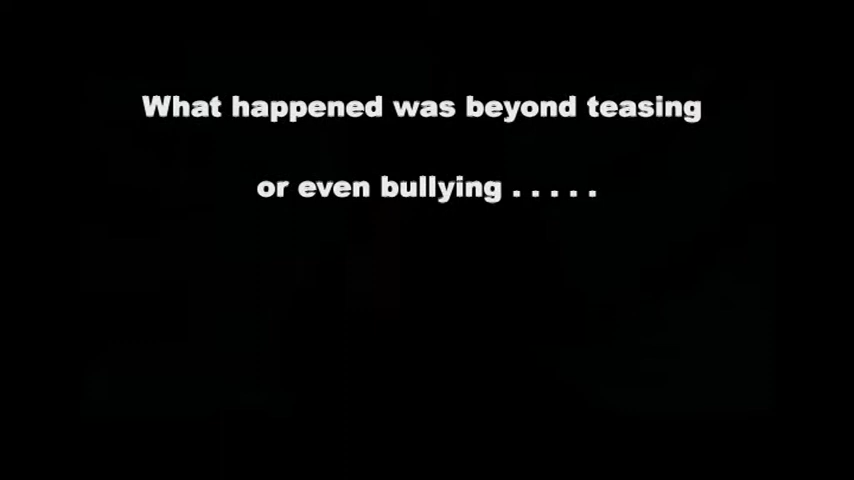 What happened was beyond teasing
or even bullying . . . . .